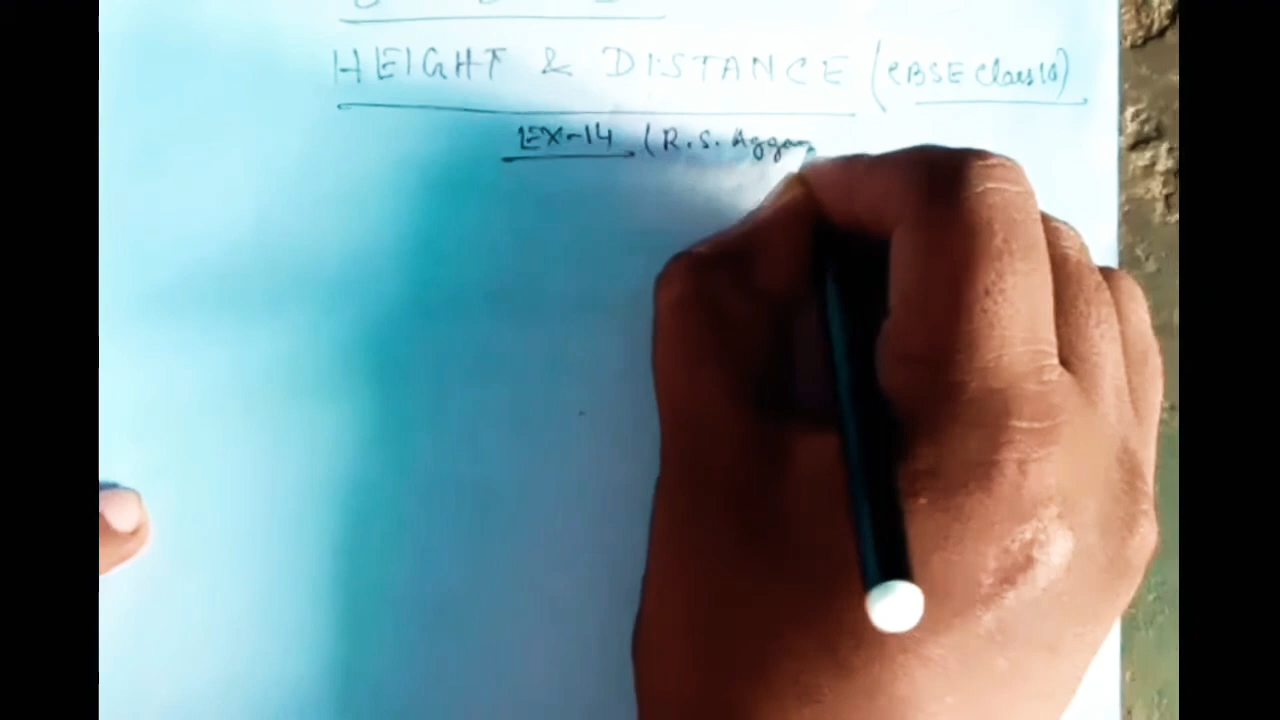 HEIGHT & DISTANCE (CBSE Class 10)
EX-14 (R.S. Aggar